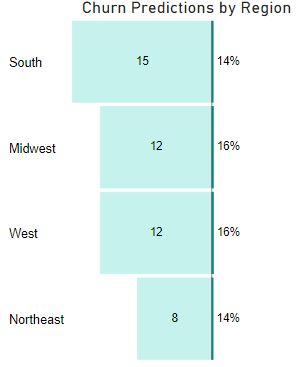 Churn Predictions by Region
South 15 14%
Midwest 12 16%
West 12 16%
Northeast 8 14%